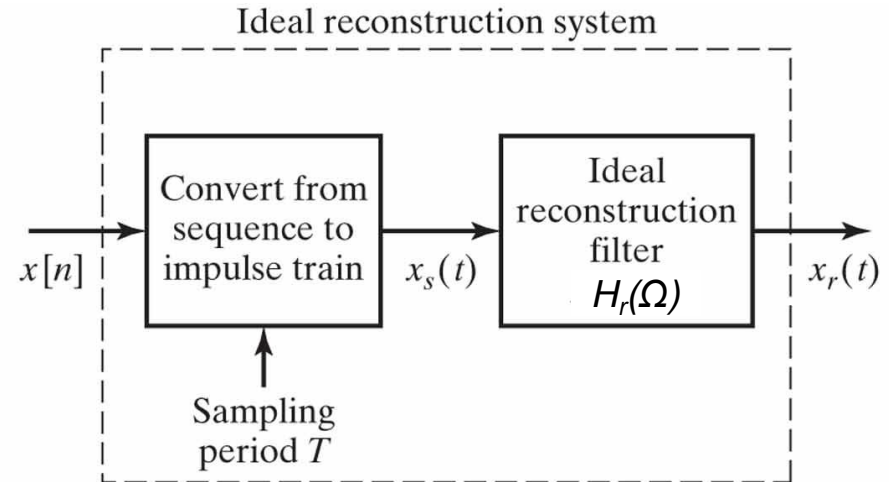 Ideal reconstruction system
Convert from
sequence to
impulse train
Ideal
reconstruction
filter
Hᵣ(Ω)
x[n]
xₛ(t)
xᵣ(t)
Sampling
period T